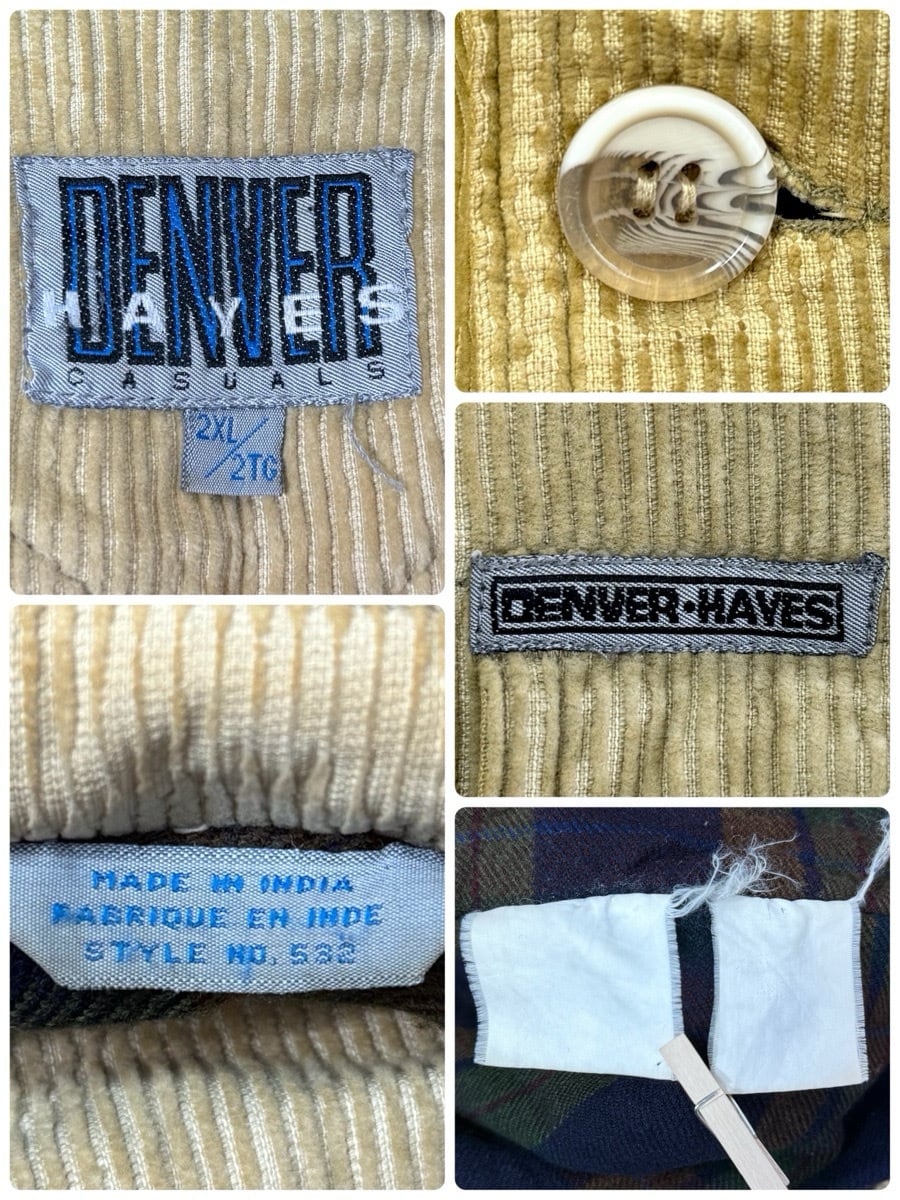 DENVER
HAYES
CASUALS
2XL/
2TG
DENVER·HAYES
MADE IN INDIA
FABRIQUE EN INDE
STYLE NO. 532